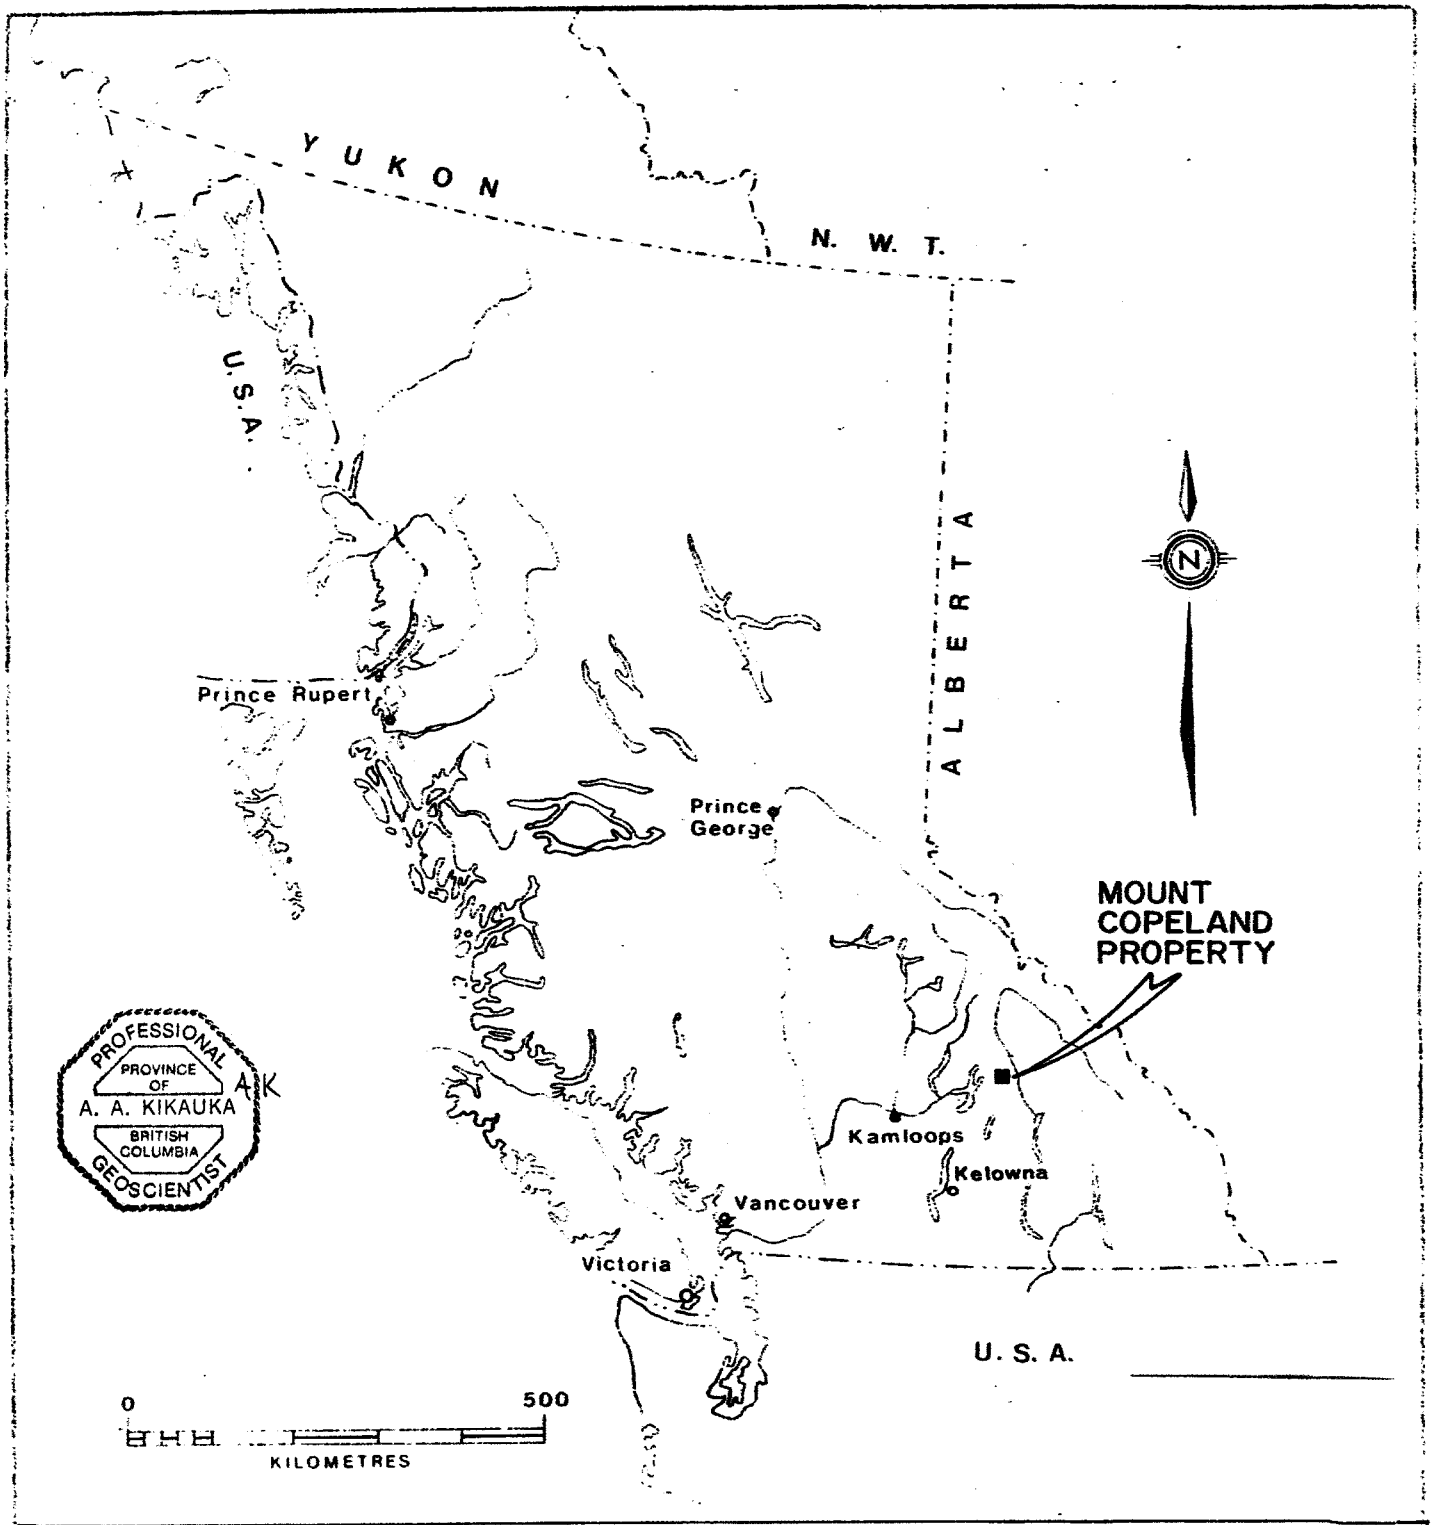 YUKON
N. W. T.
U.S.A.
ALBERTA
N
Prince Rupert
Prince
George
MOUNT
COPELAND
PROPERTY
PROFESSIONAL
PROVINCE
OF
A. A. KIKAUKA
BRITISH
COLUMBIA
GEOSCIENTIST
AK
Kamloops
Kelowna
Vancouver
Victoria
U. S. A.
0 500
KILOMETRES